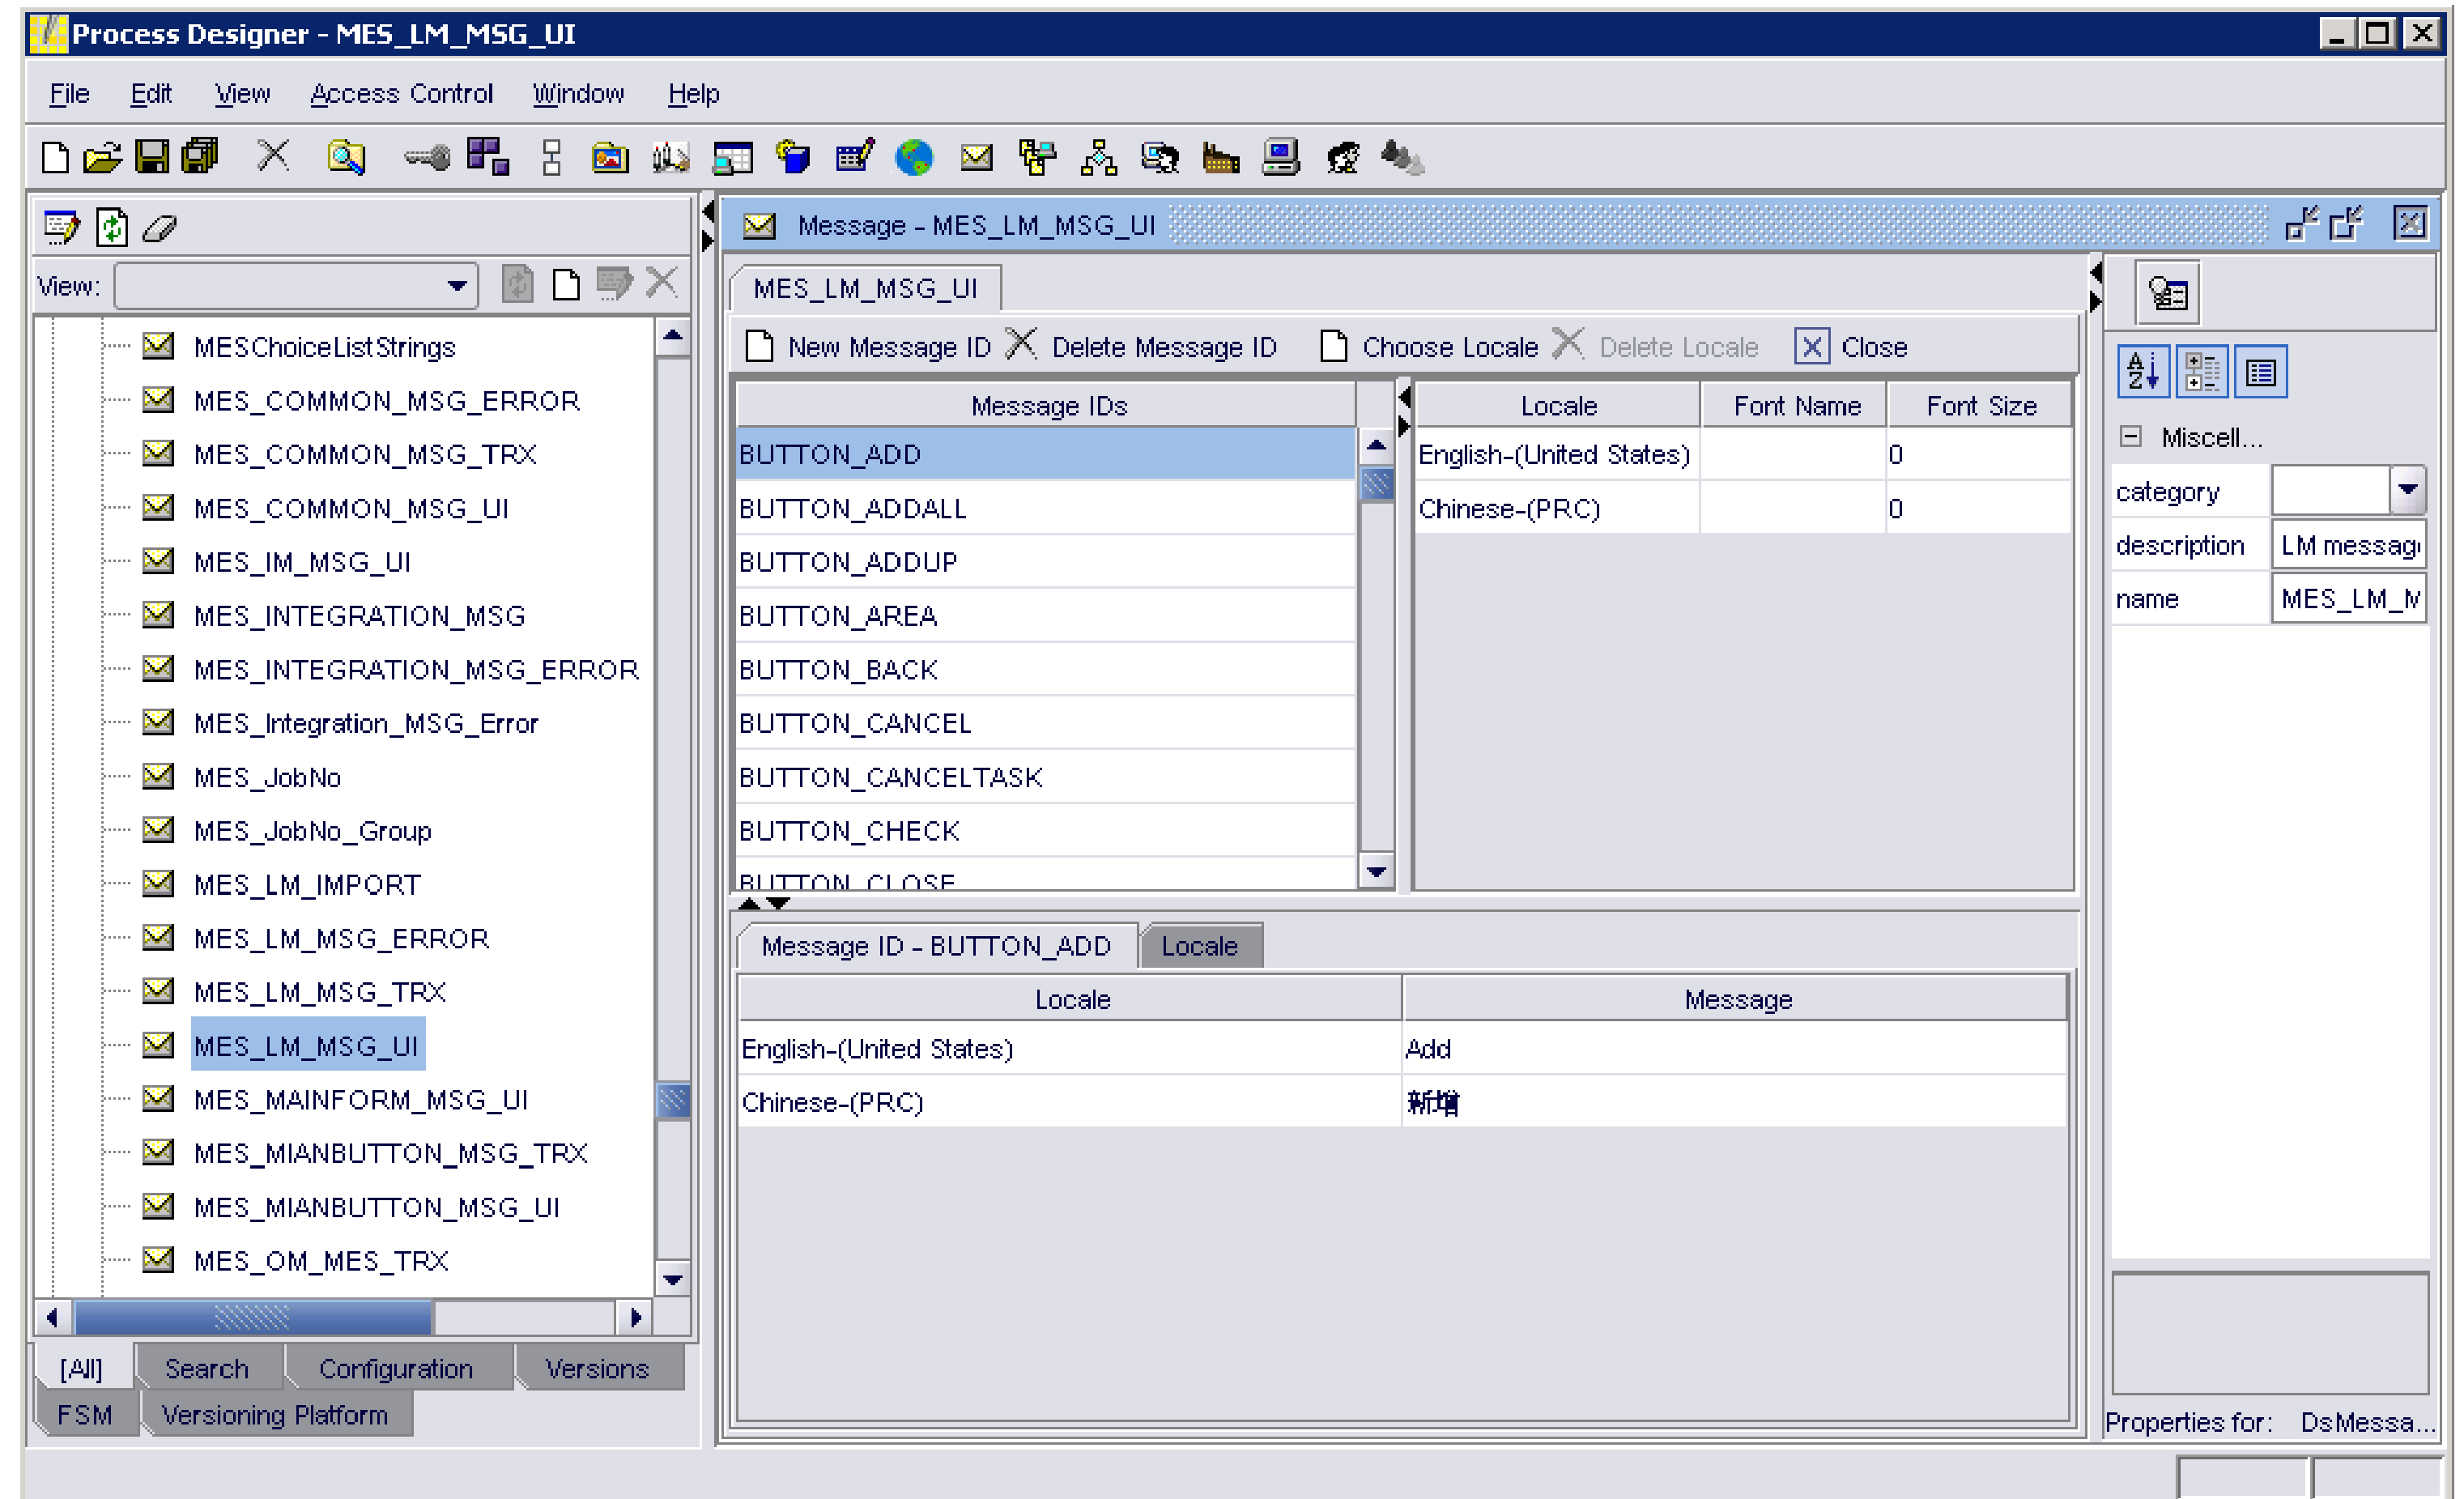 Process Designer - MES_LM_MSG_UI
File Edit View Access Control Window Help
View:
MESChoiceListStrings
MES_COMMON_MSG_ERROR
MES_COMMON_MSG_TRX
MES_COMMON_MSG_UI
MES_IM_MSG_UI
MES_INTEGRATION_MSG
MES_INTEGRATION_MSG_ERROR
MES_Integration_MSG_Error
MES_JobNo
MES_JobNo_Group
MES_LM_IMPORT
MES_LM_MSG_ERROR
MES_LM_MSG_TRX
MES_LM_MSG_UI
MES_MAINFORM_MSG_UI
MES_MIANBUTTON_MSG_TRX
MES_MIANBUTTON_MSG_UI
MES_OM_MES_TRX
[All] Search Configuration Versions
FSM Versioning Platform
Message - MES_LM_MSG_UI
MES_LM_MSG_UI
New Message ID Delete Message ID Choose Locale Delete Locale Close
Message IDs
BUTTON_ADD
BUTTON_ADDALL
BUTTON_ADDUP
BUTTON_AREA
BUTTON_BACK
BUTTON_CANCEL
BUTTON_CANCELTASK
BUTTON_CHECK
BUTTON_CLOSE
Locale Font Name Font Size
English-(United States) 0
Chinese-(PRC) 0
Message ID - BUTTON_ADD Locale
Locale Message
English-(United States) Add
Chinese-(PRC) 新增
Miscell...
category
description LM messag
name MES_LM_M
Properties for: DsMessa...